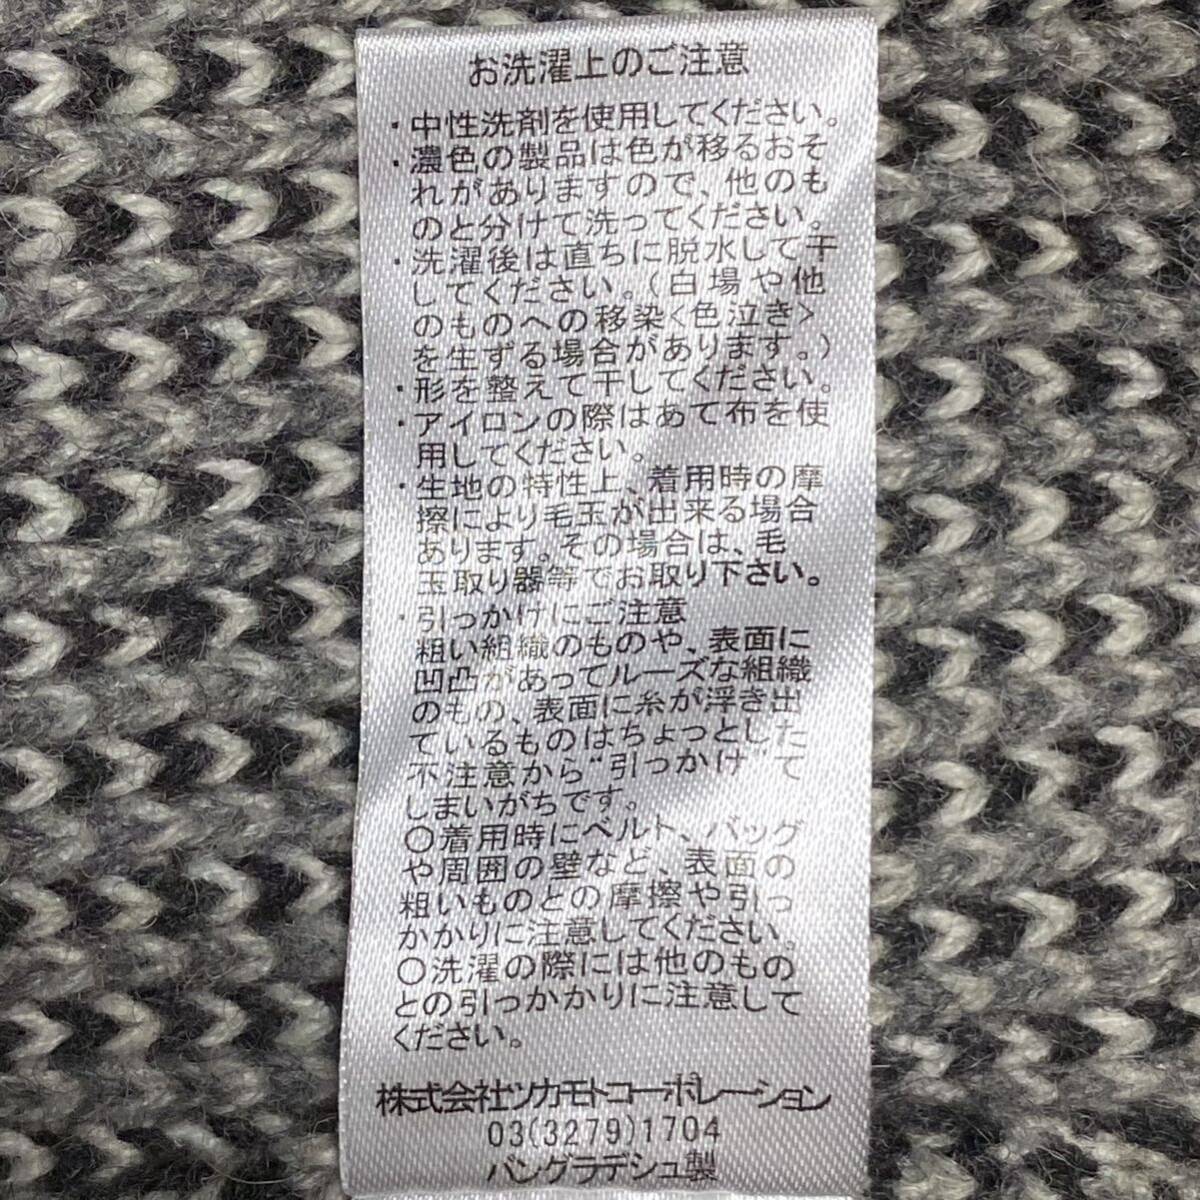 お洗濯上のご注意
・中性洗剤を使用してください。
・濃色の製品は色が移るおそ
れがありますので、他のも
のと分けて洗ってください。
・洗濯後は直ちに脱水して干
してください。(白場や他
のものへの移染<色泣き>
を生ずる場合があります。)
・形を整えて干してください。
・アイロンの際はあて布を使
用してください。
・生地の特性上、着用時の摩
擦により毛玉が出来る場合
あります。その場合は、毛
玉取り器等でお取り下さい。
・引っかけにご注意
粗い組織のものや、表面に
凹凸があってルーズな組織
のもの、表面に糸が浮き出
ているものはちょっとした
不注意から“引っかけ”て
しまいがちです。
〇着用時にベルト、バッグ
や周囲の壁など、表面の
粗いものとの摩擦や引っ
かかりに注意してください。
〇洗濯の際には他のもの
との引っかかりに注意して
ください。
株式会社ツカモトコーポレーション
03(3279)1704
バングラデシュ製